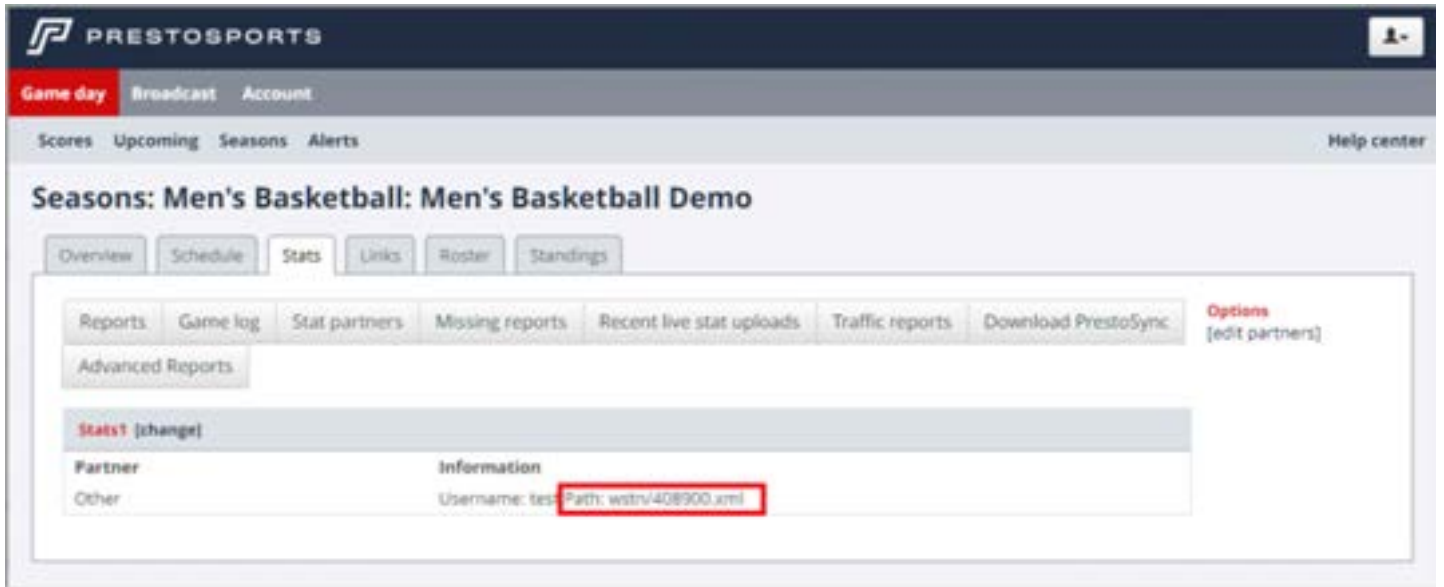 PRESTOSPORTS
Game day Broadcast Account
Scores Upcoming Seasons Alerts Help center
Seasons: Men's Basketball: Men's Basketball Demo
Overview Schedule Stats Links Roster Standings
Reports Game log Stat partners Missing reports Recent live stat uploads Traffic reports Download PrestoSync
Advanced Reports
Options
[edit partners]
Stats1 [change]
Partner Information
Other Username: test Path: wstn/408900.xml